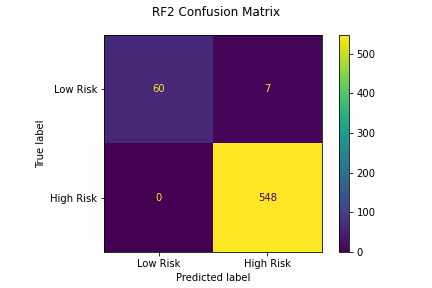 RF2 Confusion Matrix
Low Risk 60 7
High Risk 0 548
Low Risk High Risk
Predicted label
True label
500
400
300
200
100
0